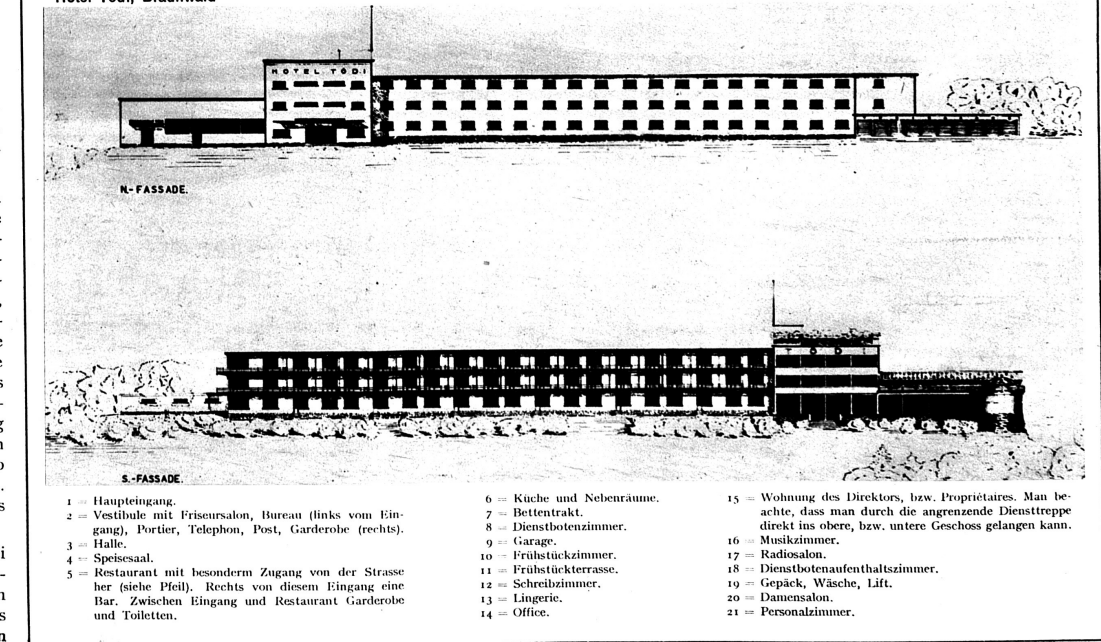 Hotel Tödi, Braunwald
HOTEL TÖDI
N.-FASSADE.
TÖDI
S.-FASSADE.
1 = Haupteingang.
2 = Vestibule mit Friseursalon, Bureau (links vom Ein-
gang), Portier, Telephon, Post, Garderobe (rechts).
3 = Halle.
4 = Speisesaal.
5 = Restaurant mit besonderm Zugang von der Strasse
her (siehe Pfeil). Rechts von diesem Eingang eine
Bar. Zwischen Eingang und Restaurant Garderobe
und Toiletten.
6 = Küche und Nebenräume.
7 = Bettentrakt.
8 = Dienstbotenzimmer.
9 = Garage.
10 = Frühstückzimmer.
11 = Frühstückterrasse.
12 = Schreibzimmer.
13 = Lingerie.
14 = Office.
15 = Wohnung des Direktors, bzw. Propriétaires. Man be-
achte, dass man durch die angrenzende Diensttreppe
direkt ins obere, bzw. untere Geschoss gelangen kann.
16 = Musikzimmer.
17 = Radiosalon.
18 = Dienstbotenaufenthaltszimmer.
19 = Gepäck, Wäsche, Lift.
20 = Damensalon.
21 = Personalzimmer.